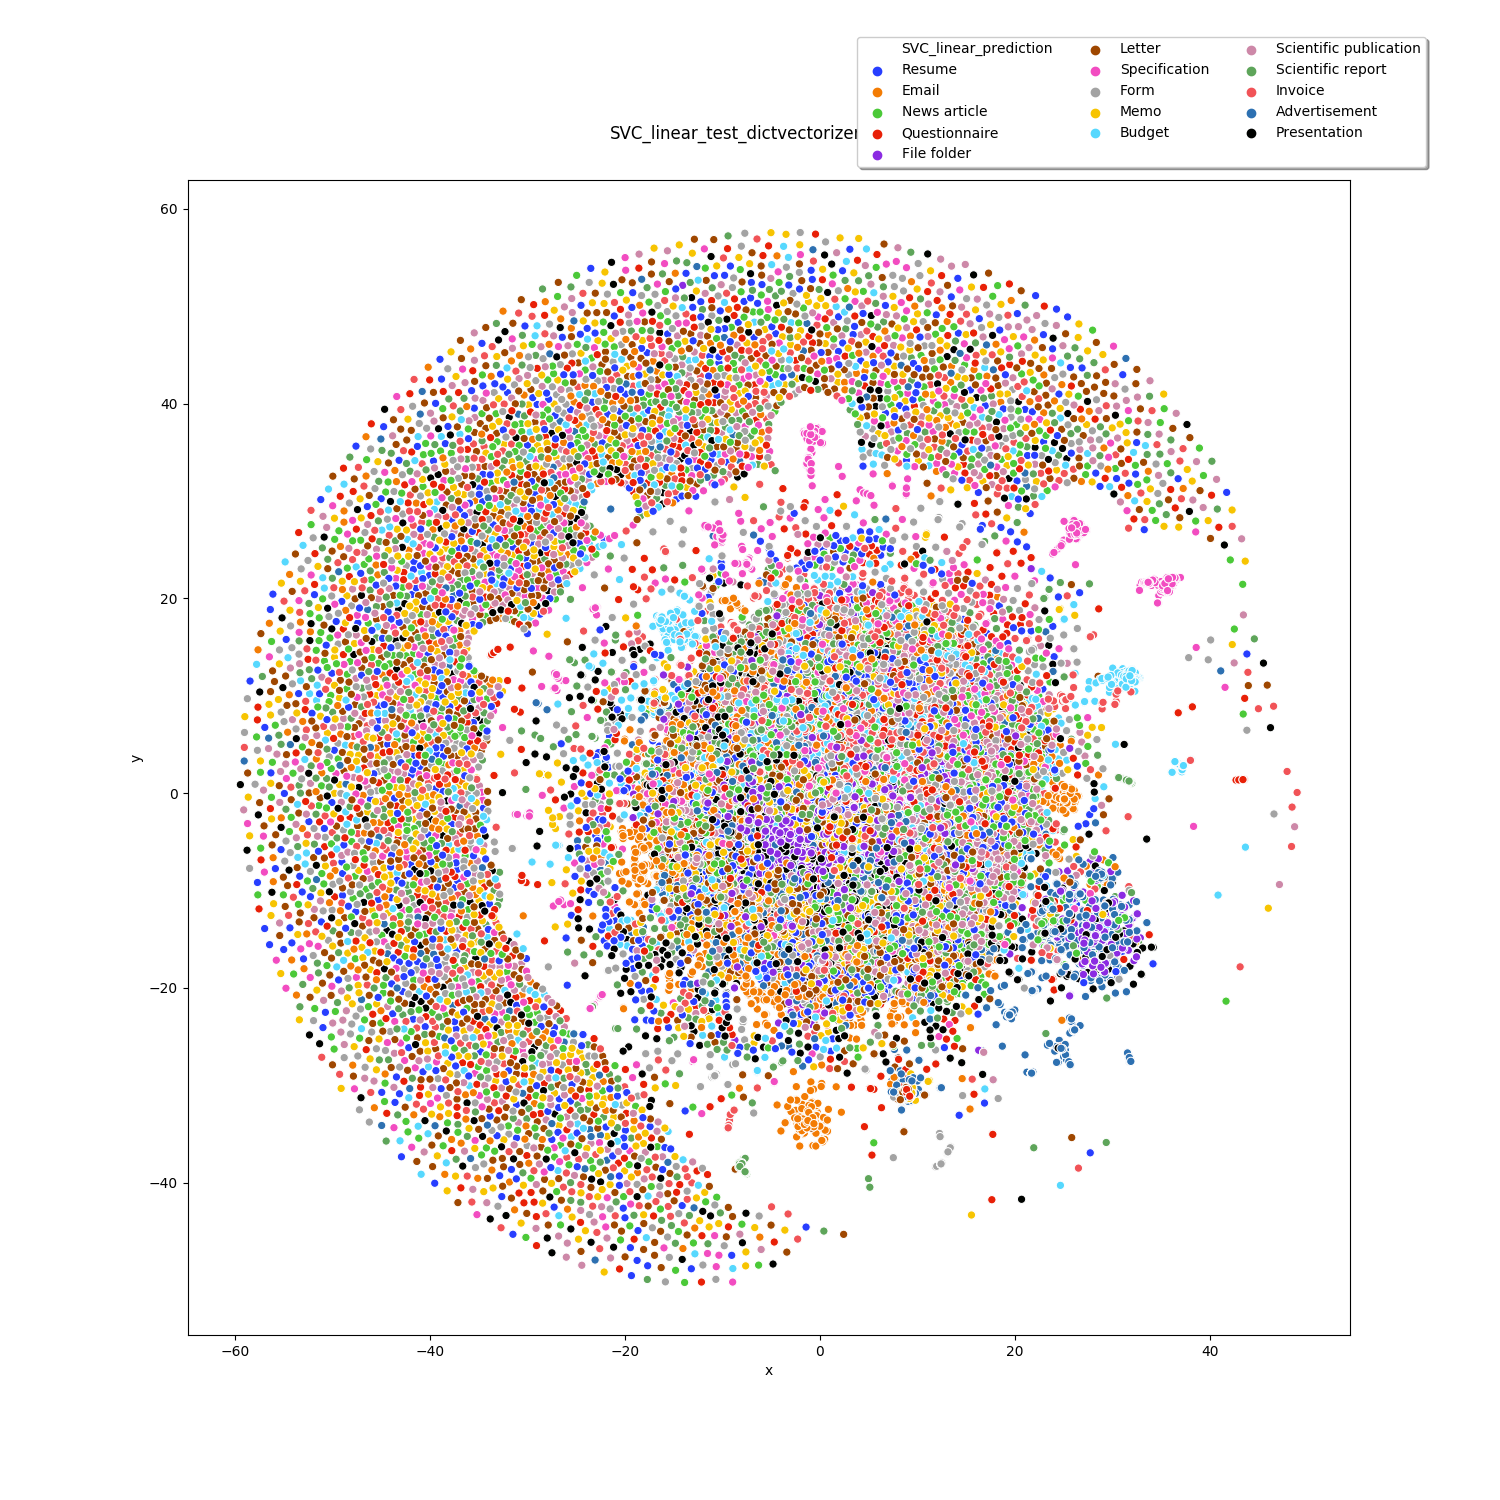 SVC_linear_prediction
Resume
Email
News article
Questionnaire
File folder
Letter
Specification
Form
Memo
Budget
Scientific publication
Scientific report
Invoice
Advertisement
Presentation
SVC_linear_test_dictvectorizer
60
40
20
0
−20
−40
y
−60
−40
−20
0
20
40
x